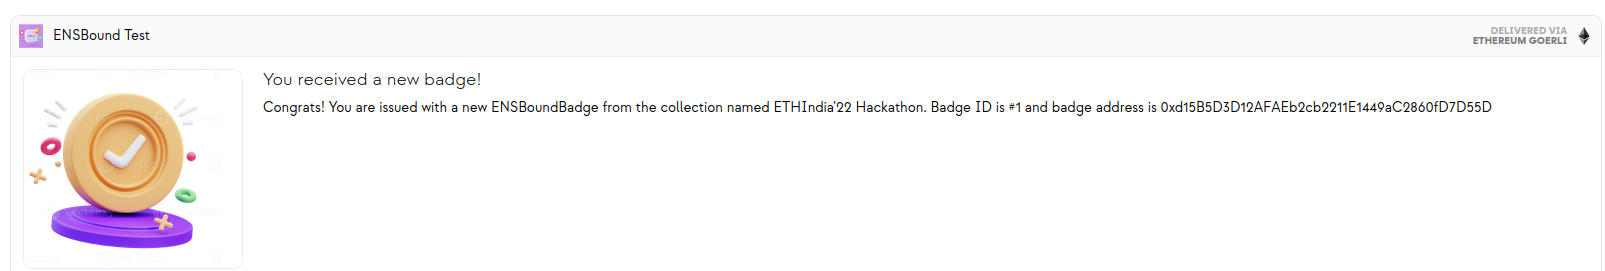 ENSBound Test
DELIVERED VIA
ETHEREUM GOERLI
You received a new badge!
Congrats! You are issued with a new ENSBoundBadge from the collection named ETHIndia'22 Hackathon. Badge ID is #1 and badge address is 0xd15B5D3D12AFAEb2cb2211E1449aC2860fD7D55D